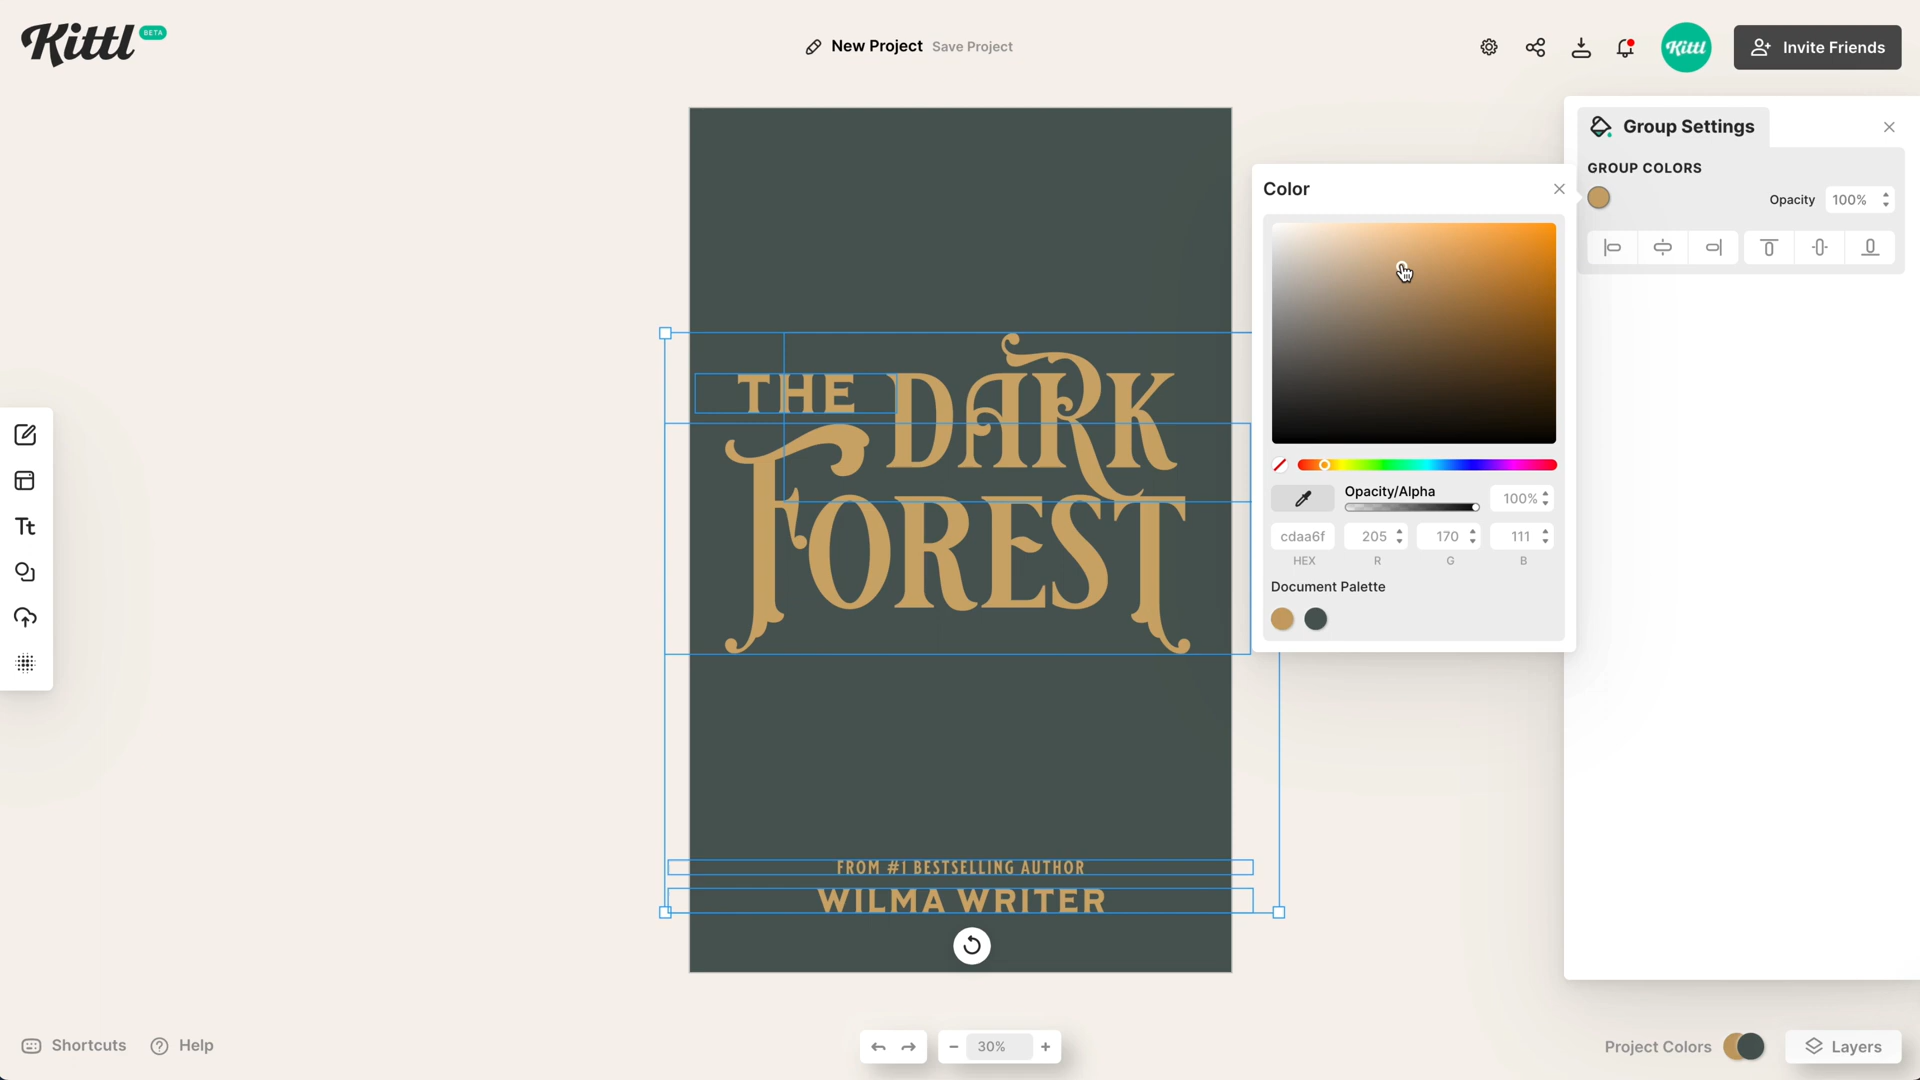 Kittl BETA
New Project Save Project
Kittl
Invite Friends
Group Settings
GROUP COLORS
Opacity 100%
Color
THE DARK
FOREST
Opacity/Alpha
100%
cdaa6f 205 170 111
HEX R G B
Document Palette
Tt
FROM #1 BESTSELLING AUTHOR
WILMA WRITER
Shortcuts Help
30%
Project Colors
Layers